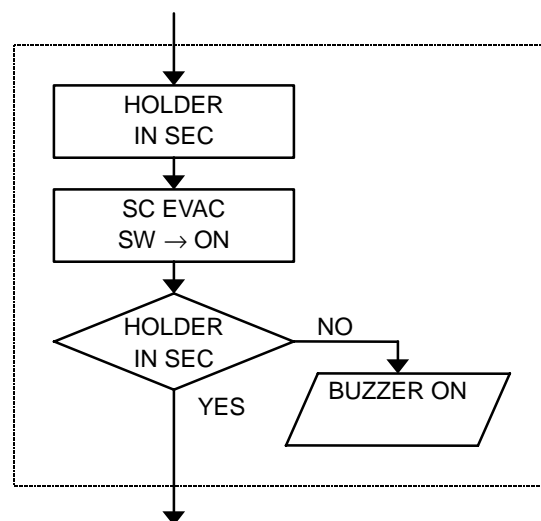 HOLDER
IN SEC
SC EVAC
SW → ON
HOLDER
IN SEC
NO
YES
BUZZER ON